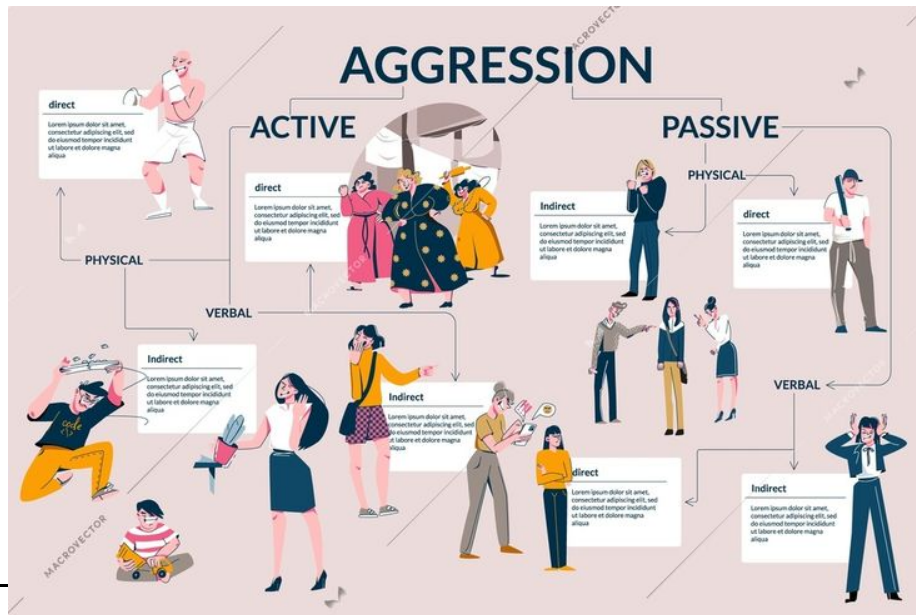 AGGRESSION
ACTIVE
PASSIVE
direct
Lorem ipsum dolor sit amet,
consectetur adipiscing elit, sed
do eiusmod tempor incididunt
ut labore et dolore magna
aliqua
direct
Lorem ipsum dolor sit amet,
consectetur adipiscing elit, sed
do eiusmod tempor incididunt
ut labore et dolore magna
aliqua
PHYSICAL
Indirect
Lorem ipsum dolor sit amet,
consectetur adipiscing elit, sed
do eiusmod tempor incididunt
ut labore et dolore magna
aliqua
direct
Lorem ipsum dolor sit amet,
consectetur adipiscing elit, sed
do eiusmod tempor incididunt
ut labore et dolore magna
aliqua
PHYSICAL
VERBAL
Indirect
Lorem ipsum dolor sit amet,
consectetur adipiscing elit, sed
do eiusmod tempor incididunt
ut labore et dolore magna
aliqua
Indirect
Lorem ipsum dolor sit amet,
consectetur adipiscing elit, sed
do eiusmod tempor incididunt
ut labore et dolore magna
aliqua
VERBAL
code
direct
Lorem ipsum dolor sit amet,
consectetur adipiscing elit, sed
do eiusmod tempor incididunt
ut labore et dolore magna
aliqua
Indirect
Lorem ipsum dolor sit amet,
consectetur adipiscing elit, sed
do eiusmod tempor incididunt
ut labore et dolore magna
aliqua
MACROVECTOR
MACROVECTOR
MACROVECTOR